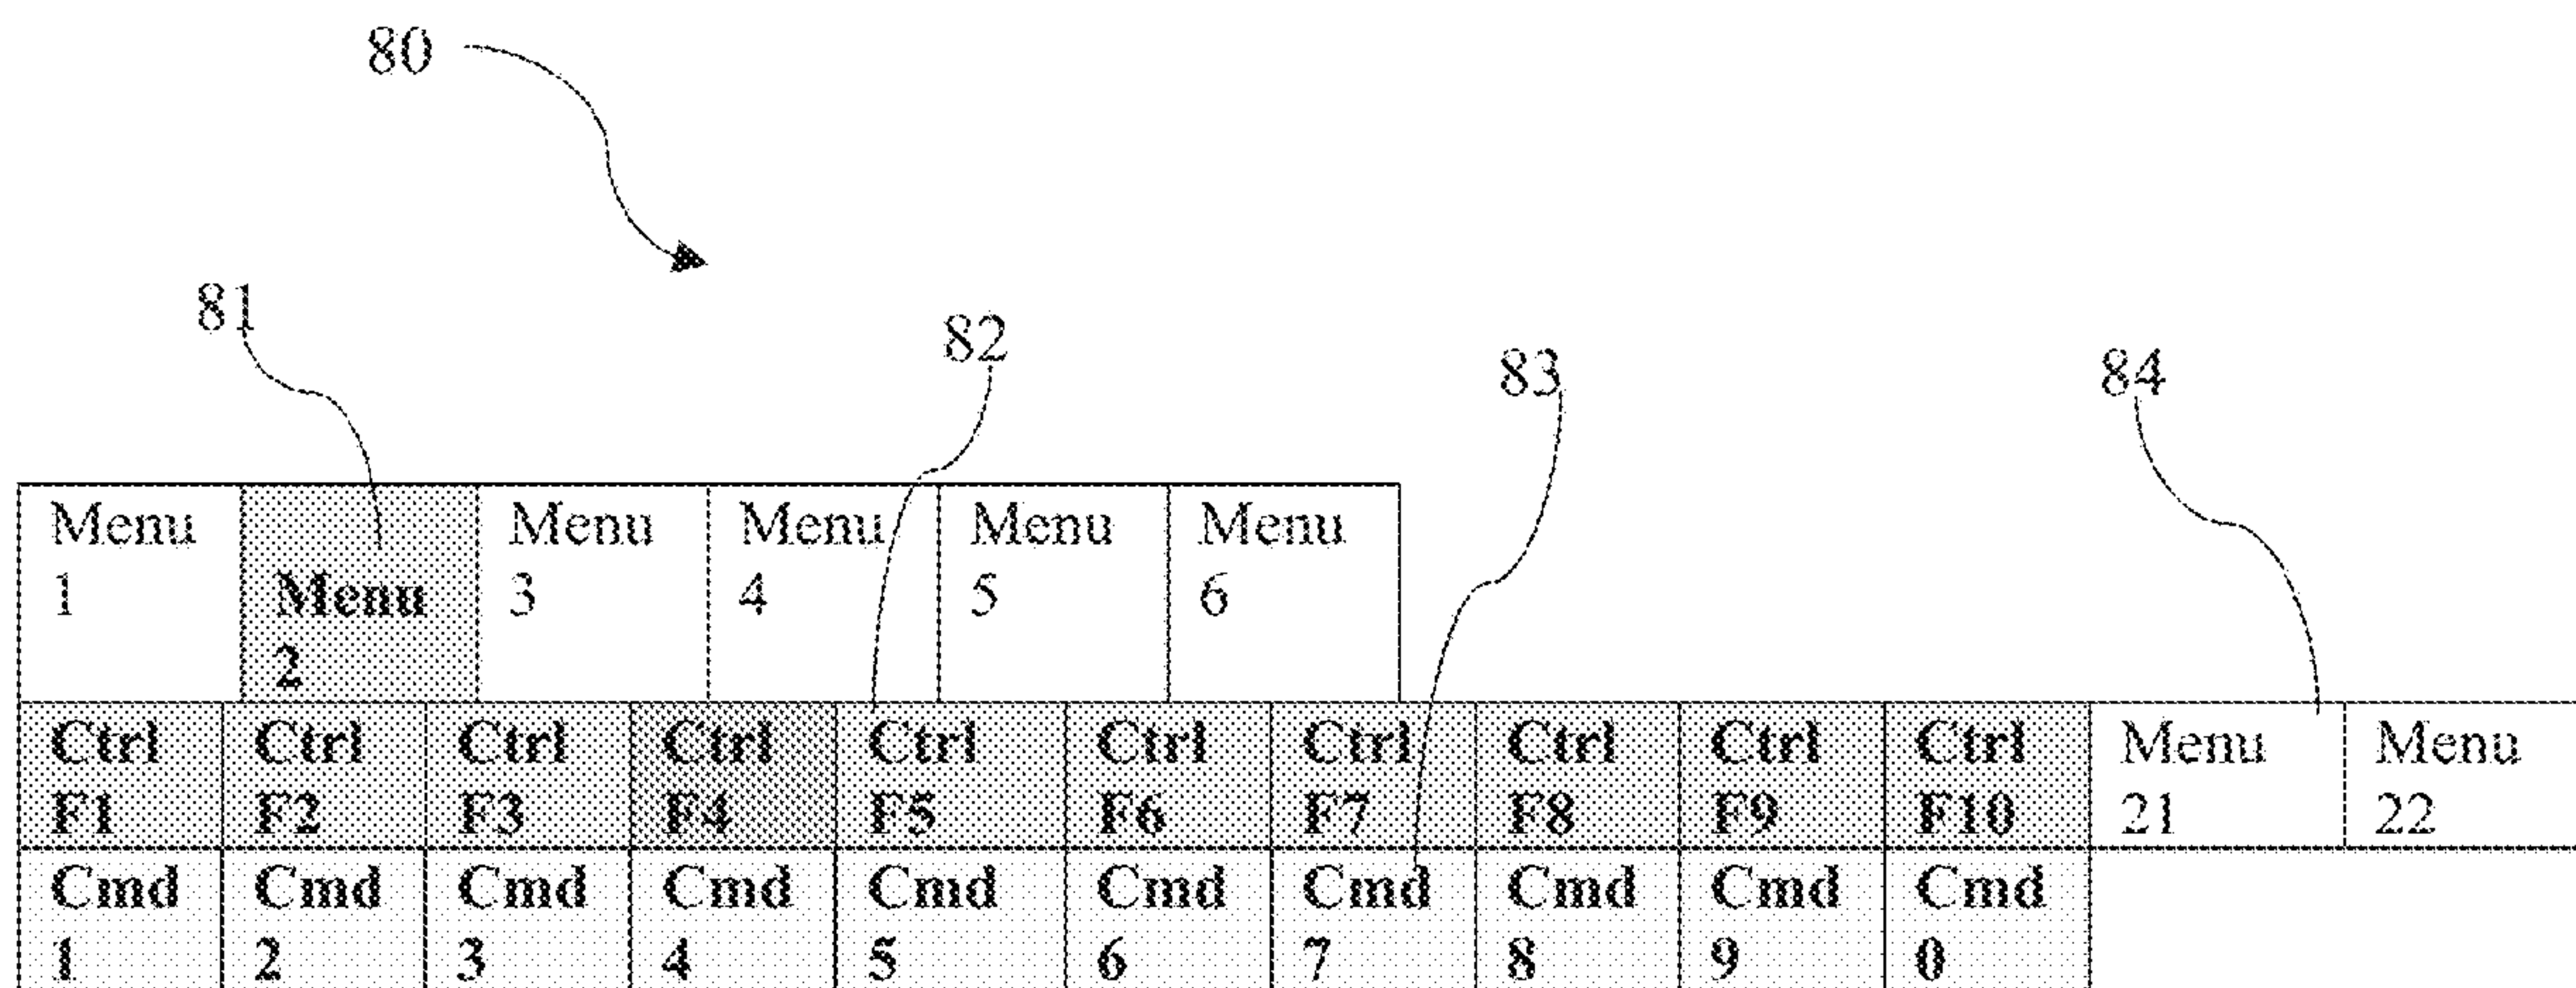 80
81
82
83
84
Menu 1
Menu 2
Menu 3
Menu 4
Menu 5
Menu 6
Ctrl F1
Ctrl F2
Ctrl F3
Ctrl F4
Ctrl F5
Ctrl F6
Ctrl F7
Ctrl F8
Ctrl F9
Ctrl F10
Menu 21
Menu 22
Cmd 1
Cmd 2
Cmd 3
Cmd 4
Cmd 5
Cmd 6
Cmd 7
Cmd 8
Cmd 9
Cmd 0